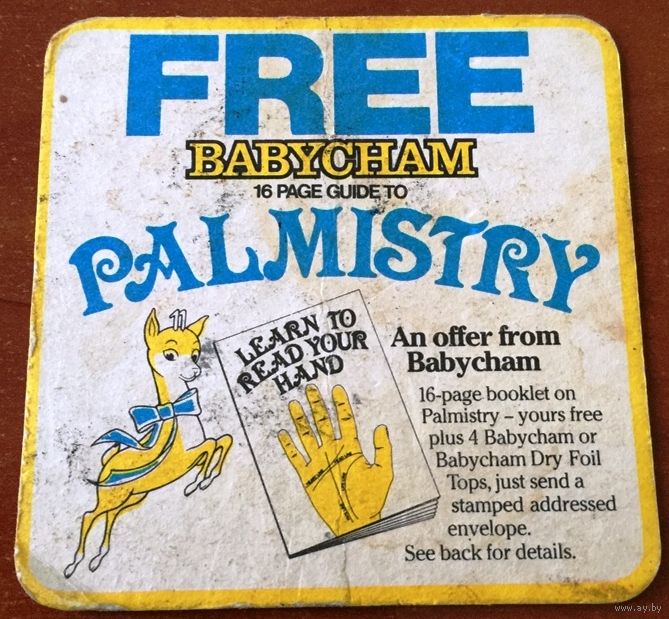 FREE
BABYCHAM
16 PAGE GUIDE TO
PALMISTRY
LEARN TO
READ YOUR
HAND
An offer from
Babycham
16-page booklet on
Palmistry – yours free
plus 4 Babycham or
Babycham Dry Foil
Tops, just send a
stamped addressed
envelope.
See back for details.
www.ay.by